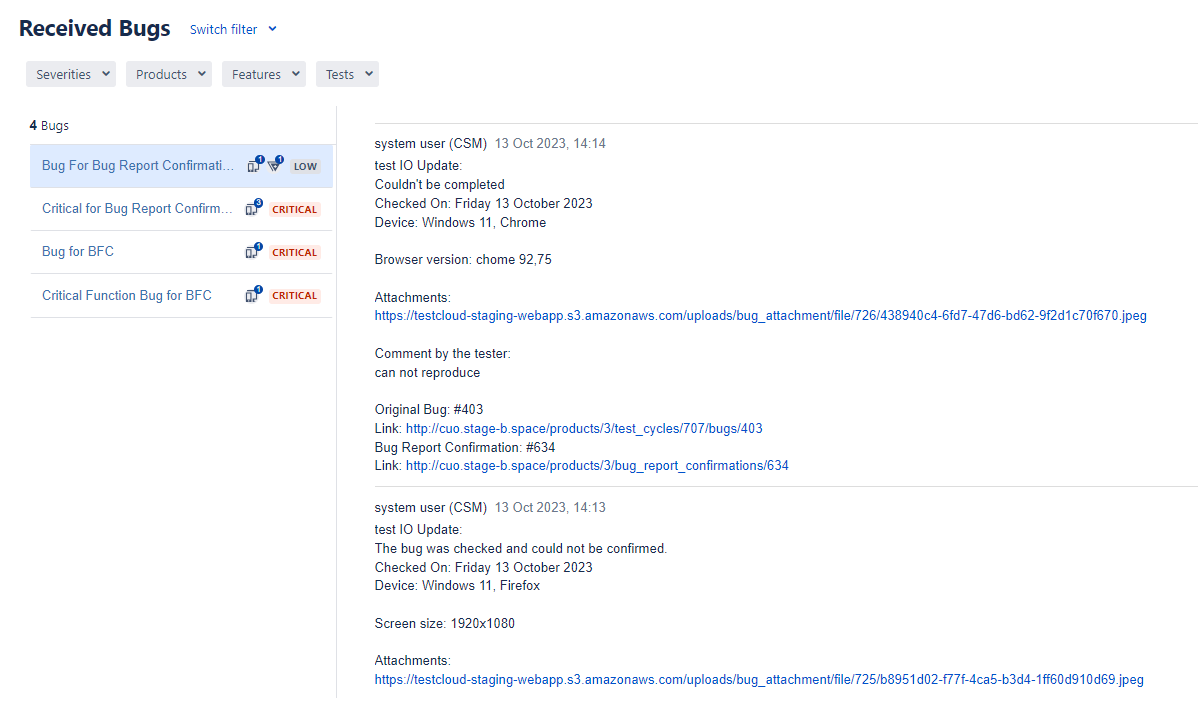 Received Bugs Switch filter
Severities Products Features Tests
4 Bugs
Bug For Bug Report Confirmati... 1 1 LOW
Critical for Bug Report Confirm... 3 CRITICAL
Bug for BFC 1 CRITICAL
Critical Function Bug for BFC 1 CRITICAL
system user (CSM) 13 Oct 2023, 14:14
test IO Update:
Couldn't be completed
Checked On: Friday 13 October 2023
Device: Windows 11, Chrome
Browser version: chome 92,75
Attachments:
https://testcloud-staging-webapp.s3.amazonaws.com/uploads/bug_attachment/file/726/438940c4-6fd7-47d6-bd62-9f2d1c70f670.jpeg
Comment by the tester:
can not reproduce
Original Bug: #403
Link: http://cuo.stage-b.space/products/3/test_cycles/707/bugs/403
Bug Report Confirmation: #634
Link: http://cuo.stage-b.space/products/3/bug_report_confirmations/634
system user (CSM) 13 Oct 2023, 14:13
test IO Update:
The bug was checked and could not be confirmed.
Checked On: Friday 13 October 2023
Device: Windows 11, Firefox
Screen size: 1920x1080
Attachments:
https://testcloud-staging-webapp.s3.amazonaws.com/uploads/bug_attachment/file/725/b8951d02-f77f-4ca5-b3d4-1ff60d910d69.jpeg